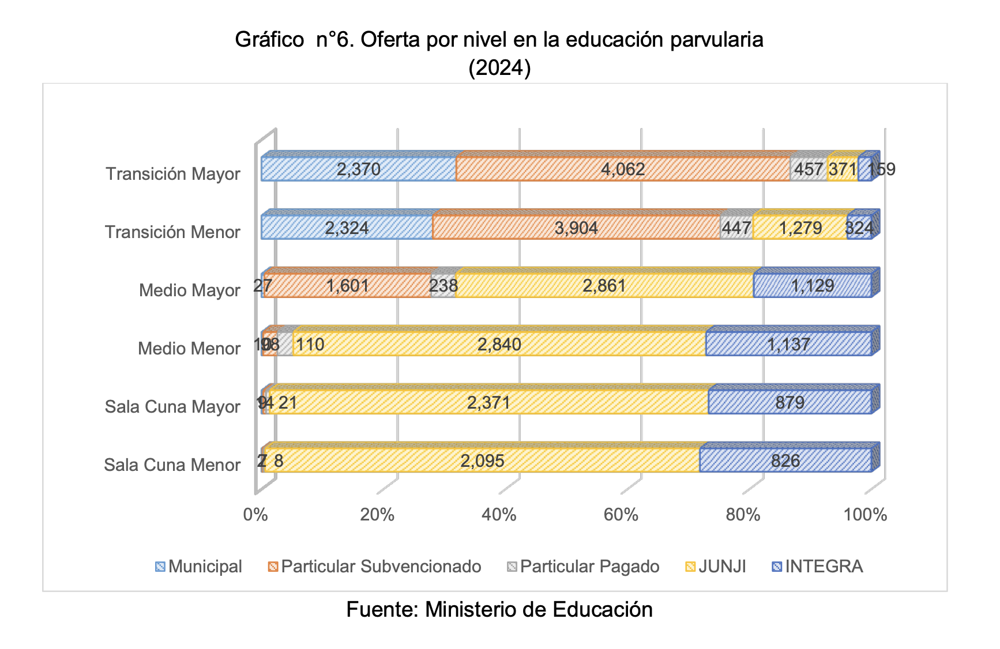 Gráfico n°6. Oferta por nivel en la educación parvularia
(2024)
Transición Mayor 2,370 4,062 457 371 159
Transición Menor 2,324 3,904 447 1,279 324
Medio Mayor 27 1,601 238 2,861 1,129
Medio Menor 98 110 2,840 1,137
Sala Cuna Mayor 21 2,371 879
Sala Cuna Menor 8 2,095 826
0% 20% 40% 60% 80% 100%
Municipal Particular Subvencionado Particular Pagado JUNJI INTEGRA
Fuente: Ministerio de Educación